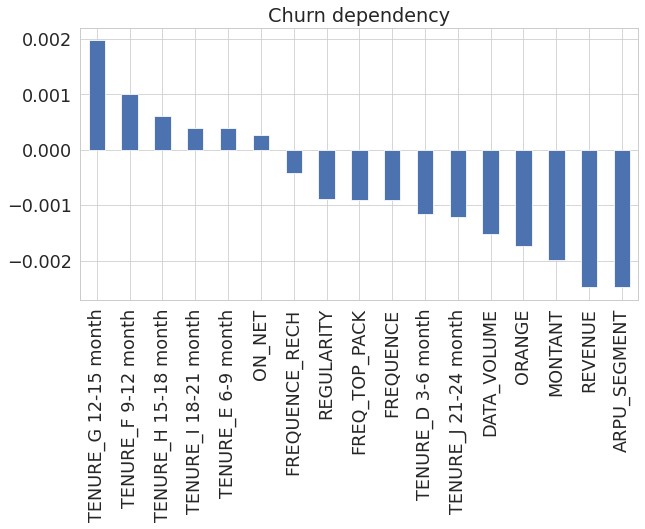 Churn dependency
0.002
0.001
0.000
−0.001
−0.002
TENURE_G 12-15 month
TENURE_F 9-12 month
TENURE_H 15-18 month
TENURE_I 18-21 month
TENURE_E 6-9 month
ON_NET
FREQUENCE_RECH
REGULARITY
FREQ_TOP_PACK
FREQUENCE
TENURE_D 3-6 month
TENURE_J 21-24 month
DATA_VOLUME
ORANGE
MONTANT
REVENUE
ARPU_SEGMENT